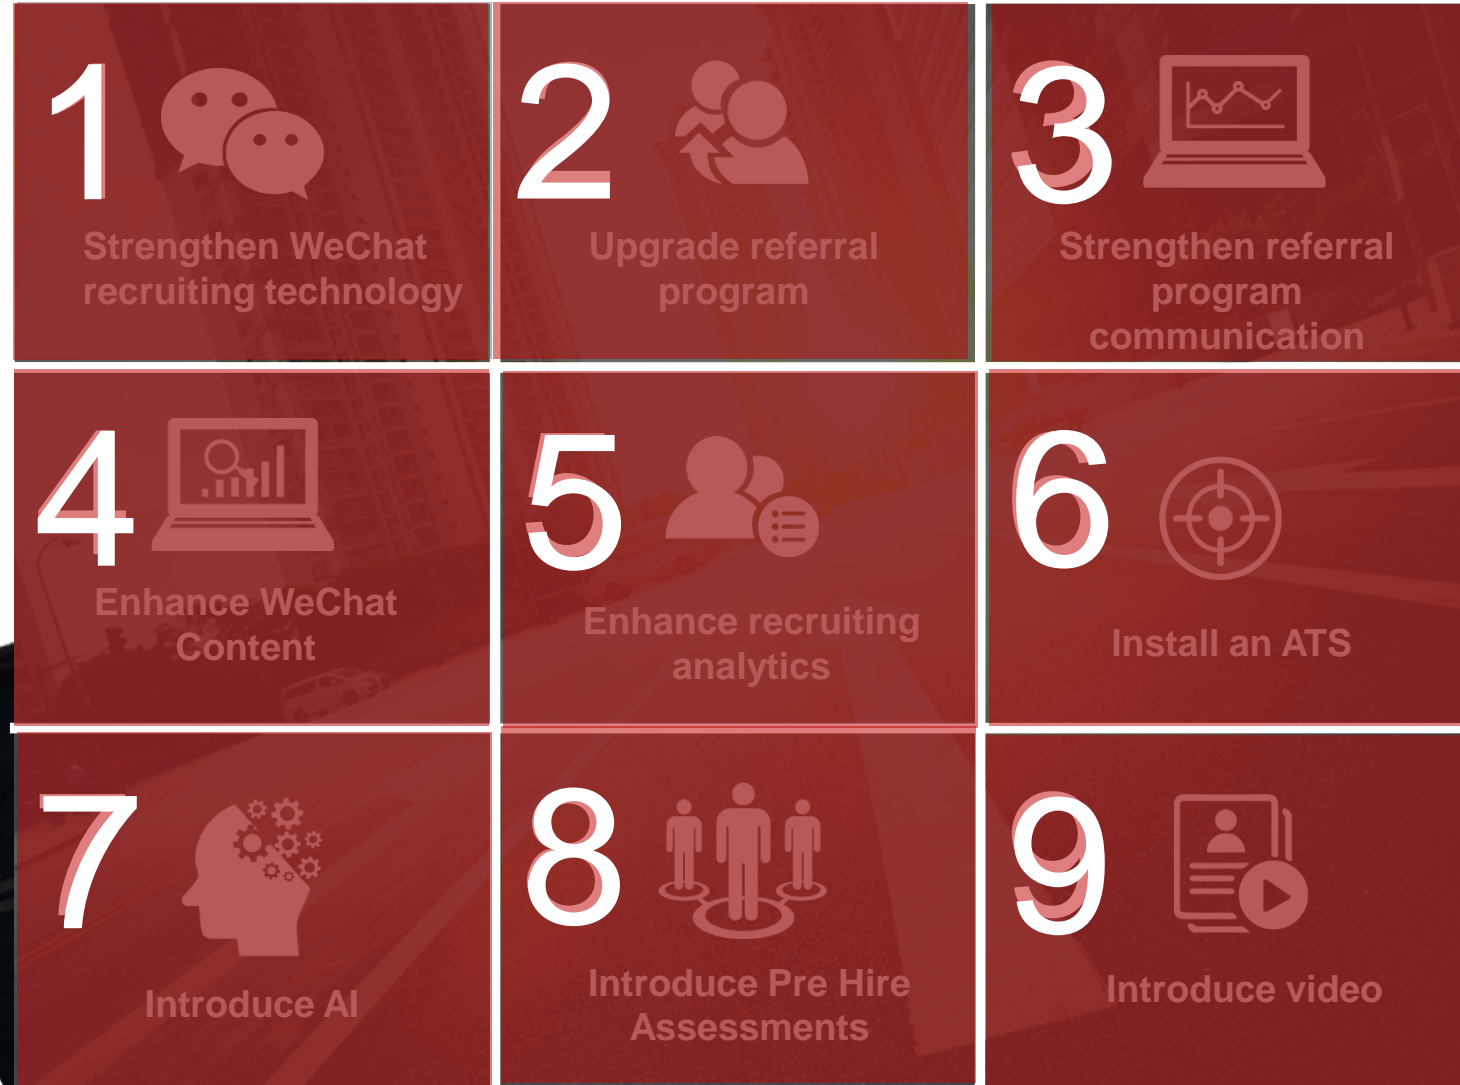 1
Strengthen WeChat
recruiting technology
2
Upgrade referral
program
3
Strengthen referral
program
communication
4
Enhance WeChat
Content
5
Enhance recruiting
analytics
6
Install an ATS
7
Introduce AI
8
Introduce Pre Hire
Assessments
9
Introduce video